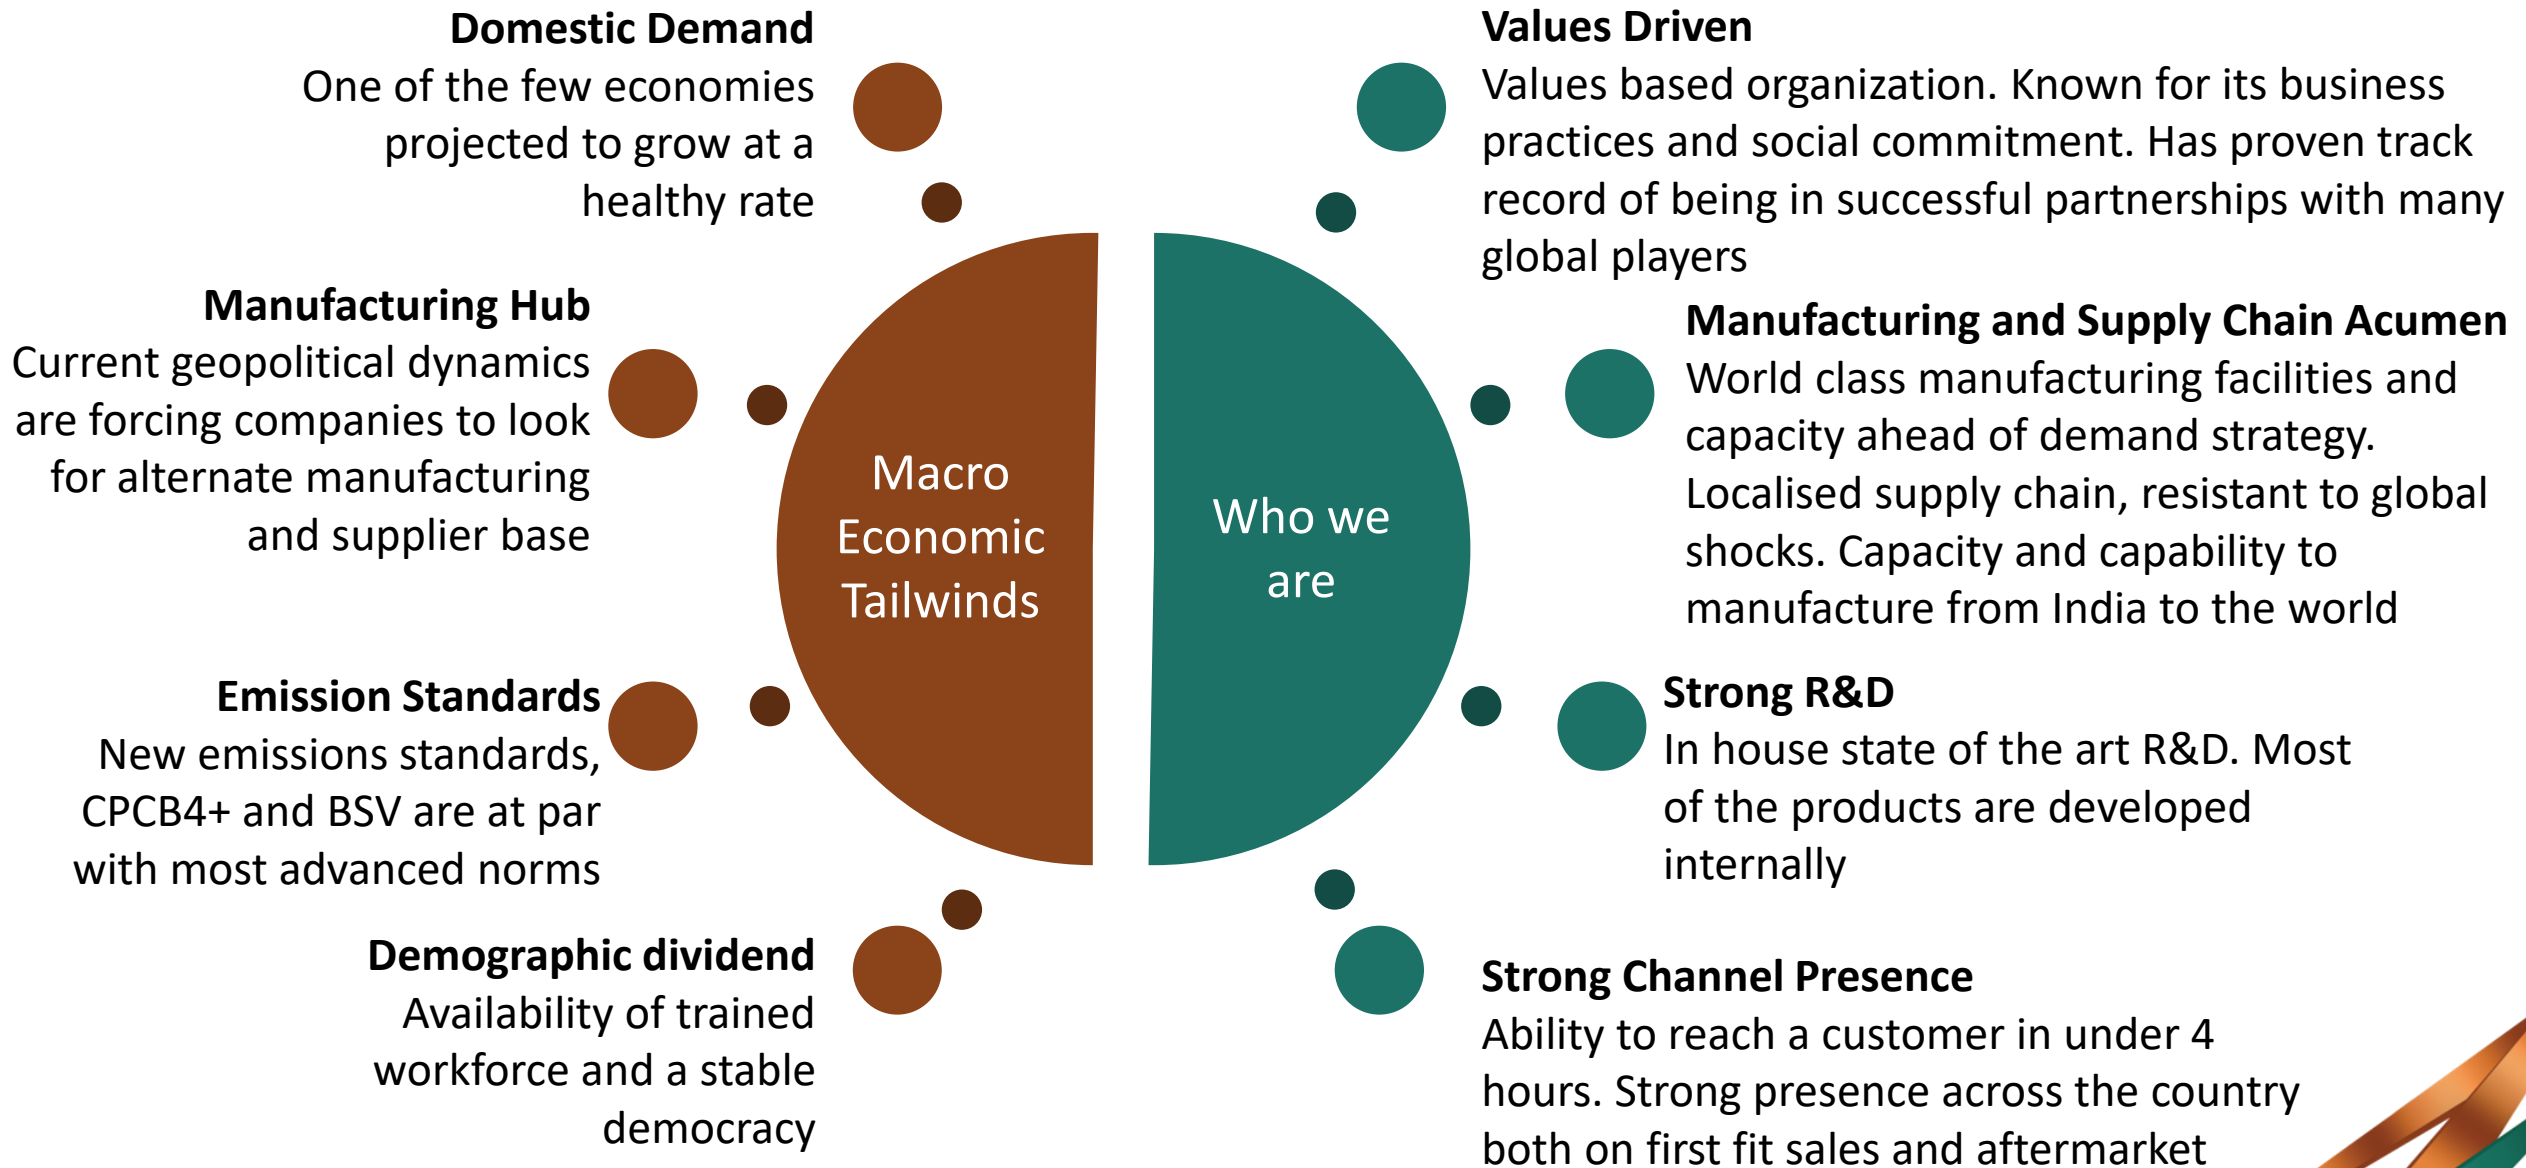 Domestic Demand
One of the few economies
projected to grow at a
healthy rate
Manufacturing Hub
Current geopolitical dynamics
are forcing companies to look
for alternate manufacturing
and supplier base
Emission Standards
New emissions standards,
CPCB4+ and BSV are at par
with most advanced norms
Demographic dividend
Availability of trained
workforce and a stable
democracy
Macro
Economic
Tailwinds
Who we
are
Values Driven
Values based organization. Known for its business
practices and social commitment. Has proven track
record of being in successful partnerships with many
global players
Manufacturing and Supply Chain Acumen
World class manufacturing facilities and
capacity ahead of demand strategy.
Localised supply chain, resistant to global
shocks. Capacity and capability to
manufacture from India to the world
Strong R&D
In house state of the art R&D. Most
of the products are developed
internally
Strong Channel Presence
Ability to reach a customer in under 4
hours. Strong presence across the country
both on first fit sales and aftermarket